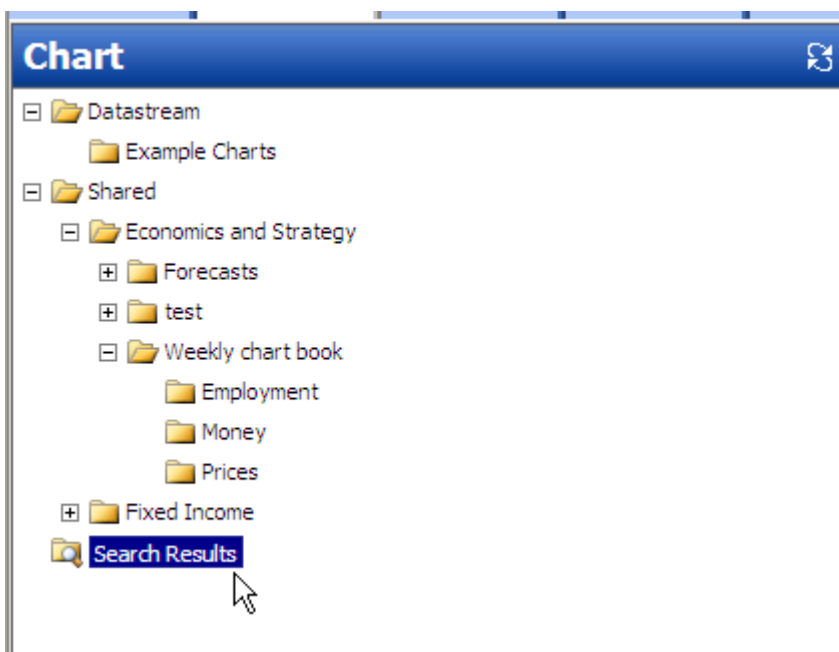 Chart
Datastream
Example Charts
Shared
Economics and Strategy
Forecasts
test
Weekly chart book
Employment
Money
Prices
Fixed Income
Search Results